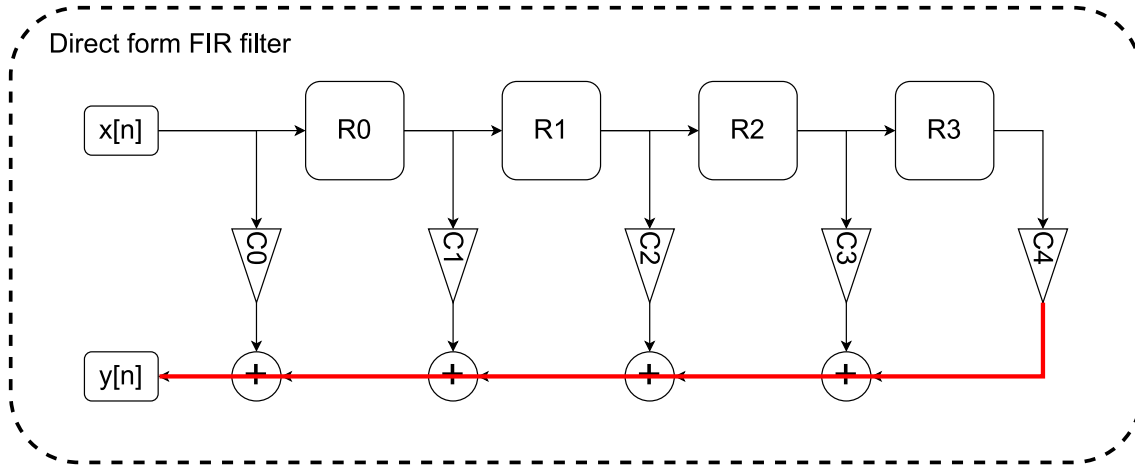 Direct form FIR filter
x[n]
R0
R1
R2
R3
C0
C1
C2
C3
C4
y[n]
+
+
+
+